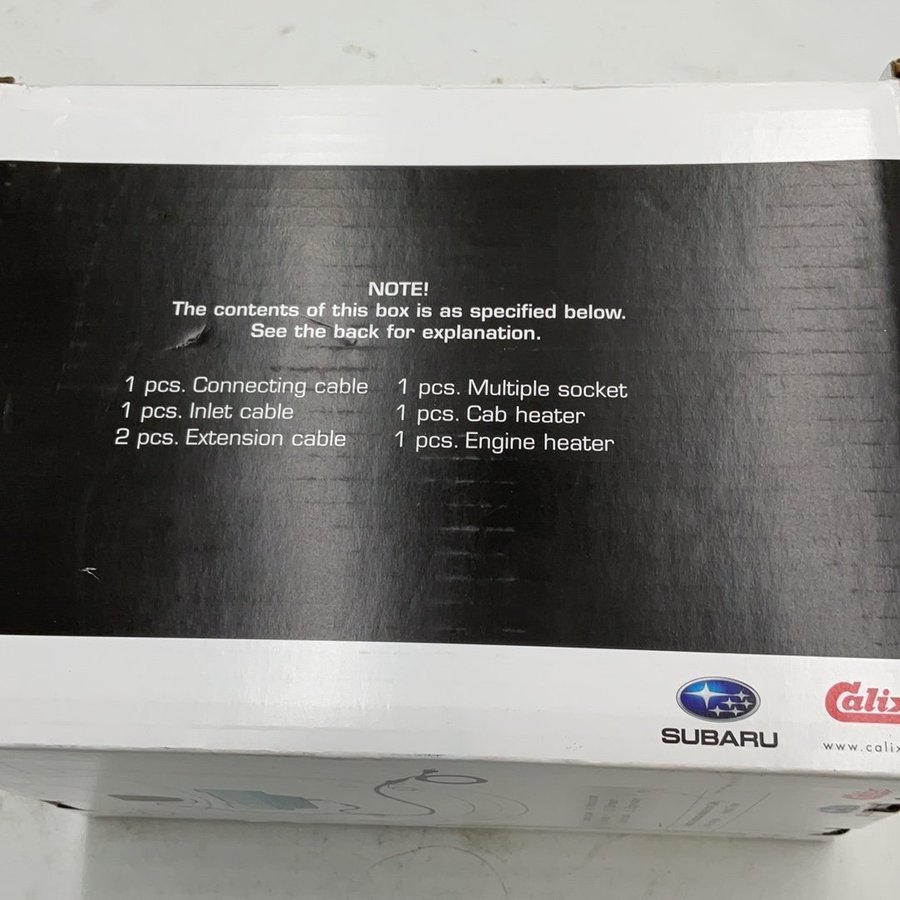 NOTE!
The contents of this box is as specified below.
See the back for explanation.
1 pcs. Connecting cable
1 pcs. Inlet cable
2 pcs. Extension cable
1 pcs. Multiple socket
1 pcs. Cab heater
1 pcs. Engine heater
SUBARU
Calix
www.calix